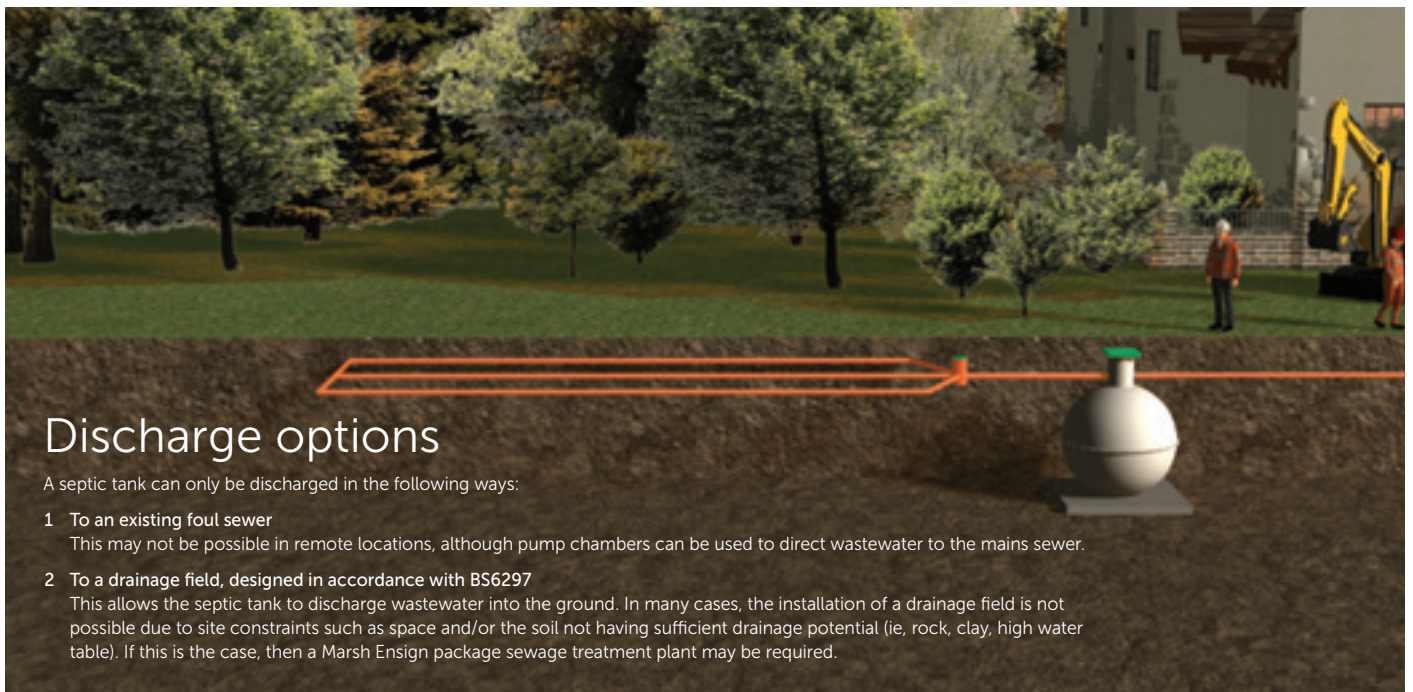 Discharge options
A septic tank can only be discharged in the following ways:
1 To an existing foul sewer
This may not be possible in remote locations, although pump chambers can be used to direct wastewater to the mains sewer.
2 To a drainage field, designed in accordance with BS6297
This allows the septic tank to discharge wastewater into the ground. In many cases, the installation of a drainage field is not
possible due to site constraints such as space and/or the soil not having sufficient drainage potential (ie, rock, clay, high water
table). If this is the case, then a Marsh Ensign package sewage treatment plant may be required.